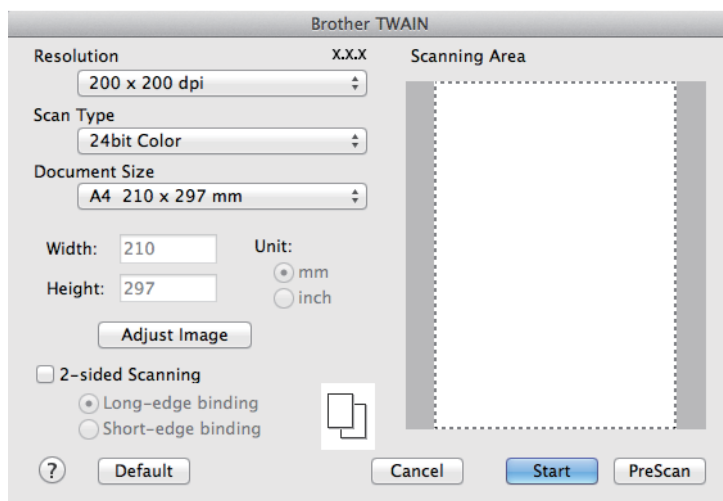 Brother TWAIN
Resolution X.X.X
200 x 200 dpi
Scan Type
24bit Color
Document Size
A4 210 x 297 mm
Width: 210
Height: 297
Unit:
mm
inch
Adjust Image
2-sided Scanning
Long-edge binding
Short-edge binding
Scanning Area
? Default Cancel Start PreScan